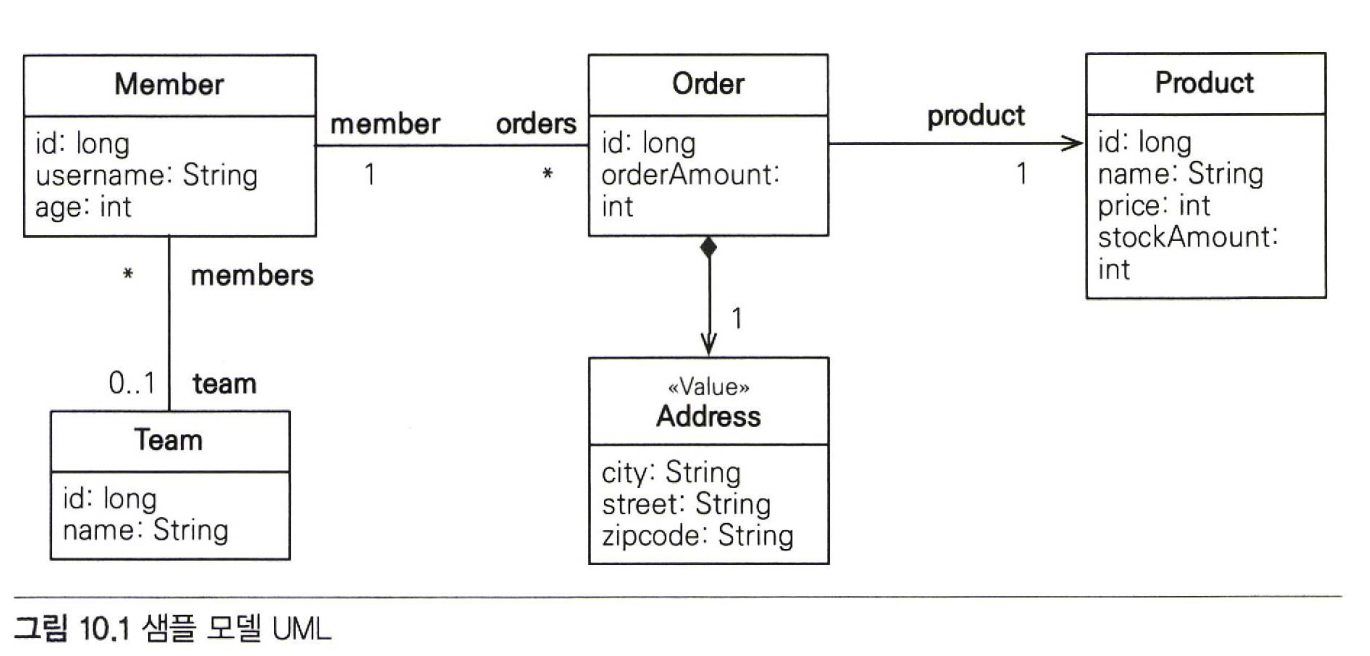 Member
id: long
username: String
age: int
member
1
orders
*
Order
id: long
orderAmount:
int
product
1
Product
id: long
name: String
price: int
stockAmount:
int
*
members
0..1
team
Team
id: long
name: String
1
«Value»
Address
city: String
street: String
zipcode: String
그림 10.1 샘플 모델 UML